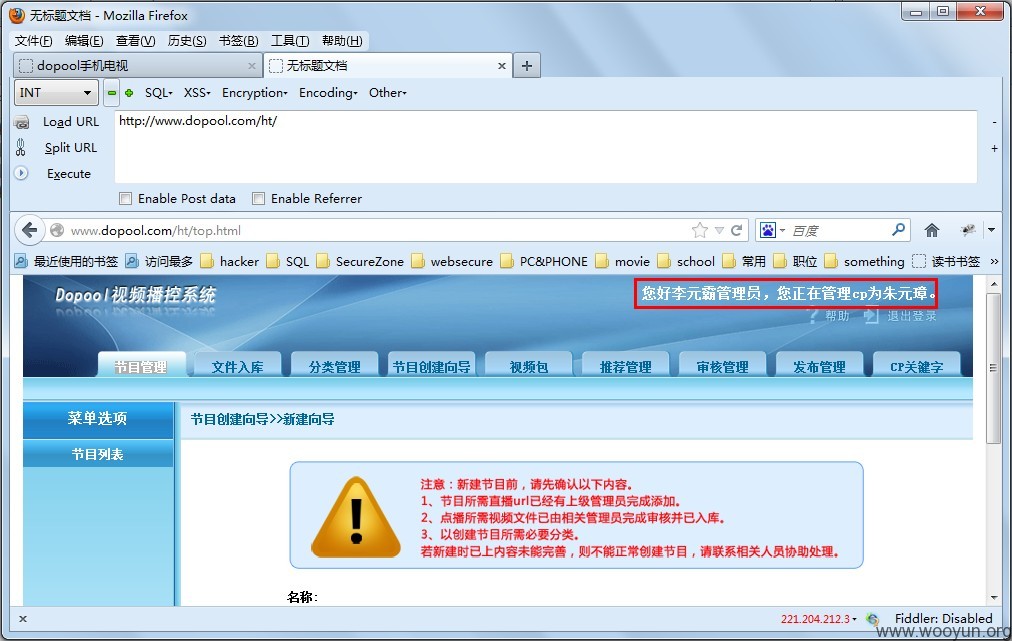 无标题文档 - Mozilla Firefox
文件(F) 编辑(E) 查看(V) 历史(S) 书签(B) 工具(T) 帮助(H)
dopool手机电视 × 无标题文档 × +
INT SQL XSS Encryption Encoding Other
Load URL http://www.dopool.com/ht/ -
Split URL +
Execute
Enable Post data Enable Referrer
www.dopool.com/ht/top.html 百度
最近使用的书签 访问最多 hacker SQL SecureZone websecure PC&PHONE movie school 常用 职位 something 读书书签 »
Dopool视频播控系统 您好李元霸管理员，您正在管理cp为朱元璋。
? 帮助 退出登录
节目管理 文件入库 分类管理 节目创建向导 视频包 推荐管理 审核管理 发布管理 CP关键字
菜单选项 节目创建向导>>新建向导
节目列表
注意：新建节目前，请先确认以下内容。
1、节目所需直播url已经有上级管理员完成添加。
2、点播所需视频文件已由相关管理员完成审核并已入库。
3、以创建节目所需必要分类。
若新建时已上内容未能完善，则不能正常创建节目，请联系相关人员协助处理。
名称:
× 221.204.212.3 Fiddler: Disabled
www.wooyun.org